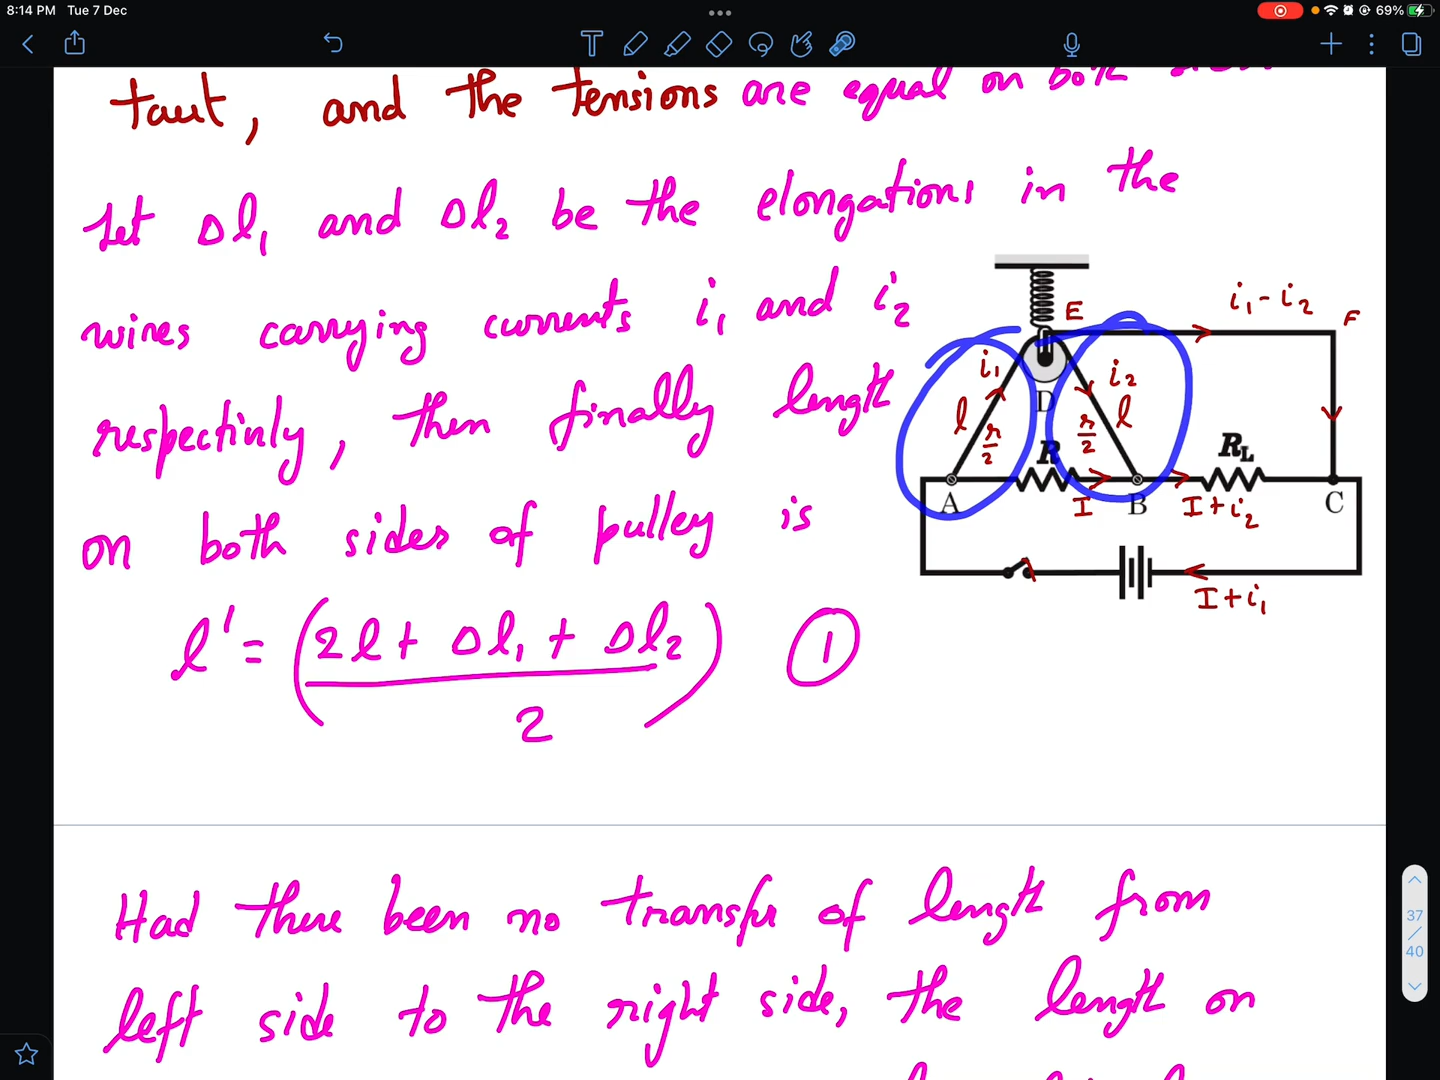 8:14 PM Tue 7 Dec
69%
taut, and the tensions are equal on both
Let Δl₁ and Δl₂ be the elongations in the
wires carrying currents i₁ and i₂
respectively, then finally length
on both sides of pulley is
l' = (2l + Δl₁ + Δl₂ / 2) ①
E
i₁ - i₂
F
i₁
i₂
D
l
r/2
r/2
l
R
R_L
A
I
B
I+i₂
C
I+i₁
Had there been no transfer of length from
left side to the right side, the length on
37
/
40